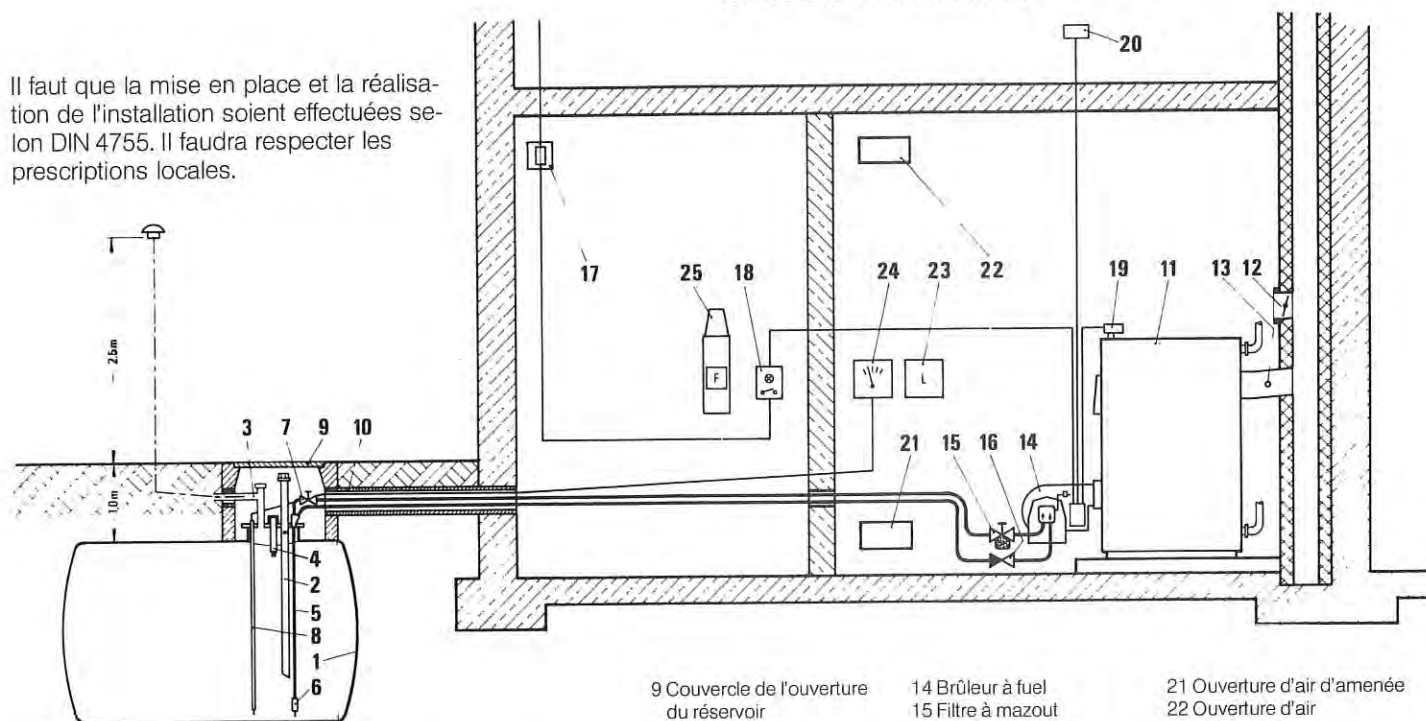 Il faut que la mise en place et la réalisa-
tion de l'installation soient effectuées se-
lon DIN 4755. Il faudra respecter les
prescriptions locales.
20
17
25
18
24
23
22
19
11
13
12
~ 2.5m
3
7
9
10
21
15
16
14
1,0m
F
L
4
2
5
8
1
6
9 Couvercle de l'ouverture
du réservoir
14 Brûleur à fuel
15 Filtre à mazout
21 Ouverture d'air d'amenée
22 Ouverture d'air